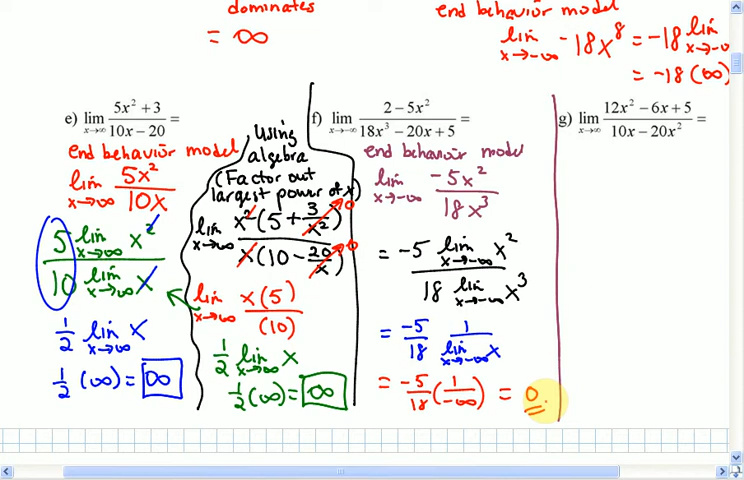 dominates
= ∞
end behavior model
lim x→-∞ -18x⁸ = -18 lim x→-∞
= -18(∞)
e) lim x→∞ (5x² + 3)/(10x - 20) =
end behavior model
lim x→∞ 5x²/10x
5 lim x→∞ x² / 10 lim x→∞ x
1/2 lim x→∞ x
1/2 (∞) = ∞
Using
algebra
(Factor out
largest power of x)
lim x→∞ x²(5 + 3/x²) 0 / x(10 - 20/x) 0
lim x→∞ x(5)/(10)
1/2 lim x→∞ x
1/2 (∞) = ∞
f) lim x→-∞ (2 - 5x²)/(18x³ - 20x + 5) =
end behavior model
lim x→-∞ -5x²/18x³
= -5 lim x→-∞ x² / 18 lim x→-∞ x³
= -5/18 1/lim x→-∞ x
= -5/18 (1/-∞) = 0
g) lim x→∞ (12x² - 6x + 5)/(10x - 20x²) =